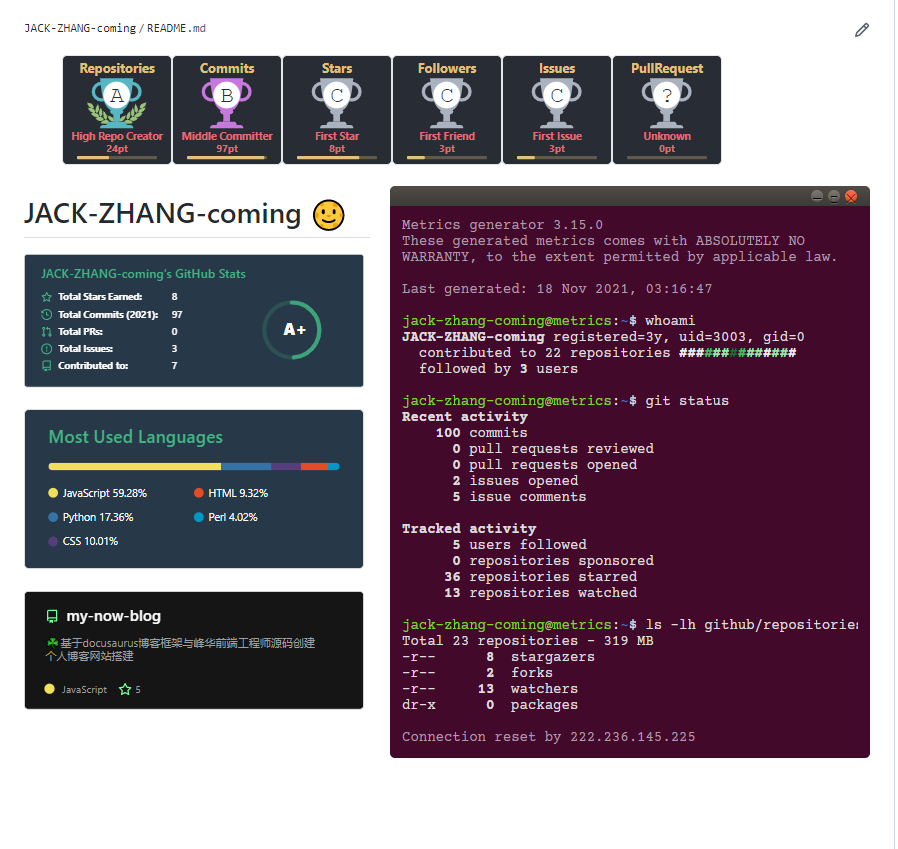 JACK-ZHANG-coming / README.md
Repositories Commits Stars Followers Issues PullRequest
A B C C C ?
High Repo Creator Middle Committer First Star First Friend First Issue Unknown
24pt 97pt 8pt 3pt 3pt 0pt
JACK-ZHANG-coming
JACK-ZHANG-coming's GitHub Stats
Total Stars Earned: 8
Total Commits (2021): 97
Total PRs: 0
Total Issues: 3
Contributed to: 7
A+
Most Used Languages
JavaScript 59.28% HTML 9.32%
Python 17.36% Perl 4.02%
CSS 10.01%
my-now-blog
☘️基于docusaurus博客框架与峰华前端工程师源码创建
个人博客网站搭建
JavaScript 5
Metrics generator 3.15.0
These generated metrics comes with ABSOLUTELY NO
WARRANTY, to the extent permitted by applicable law.
Last generated: 18 Nov 2021, 03:16:47
jack-zhang-coming@metrics:~$ whoami
JACK-ZHANG-coming registered=3y, uid=3003, gid=0
contributed to 22 repositories ##############
followed by 3 users
jack-zhang-coming@metrics:~$ git status
Recent activity
100 commits
0 pull requests reviewed
0 pull requests opened
2 issues opened
5 issue comments
Tracked activity
5 users followed
0 repositories sponsored
36 repositories starred
13 repositories watched
jack-zhang-coming@metrics:~$ ls -lh github/repositories
Total 23 repositories - 319 MB
-r-- 8 stargazers
-r-- 2 forks
-r-- 13 watchers
dr-x 0 packages
Connection reset by 222.236.145.225